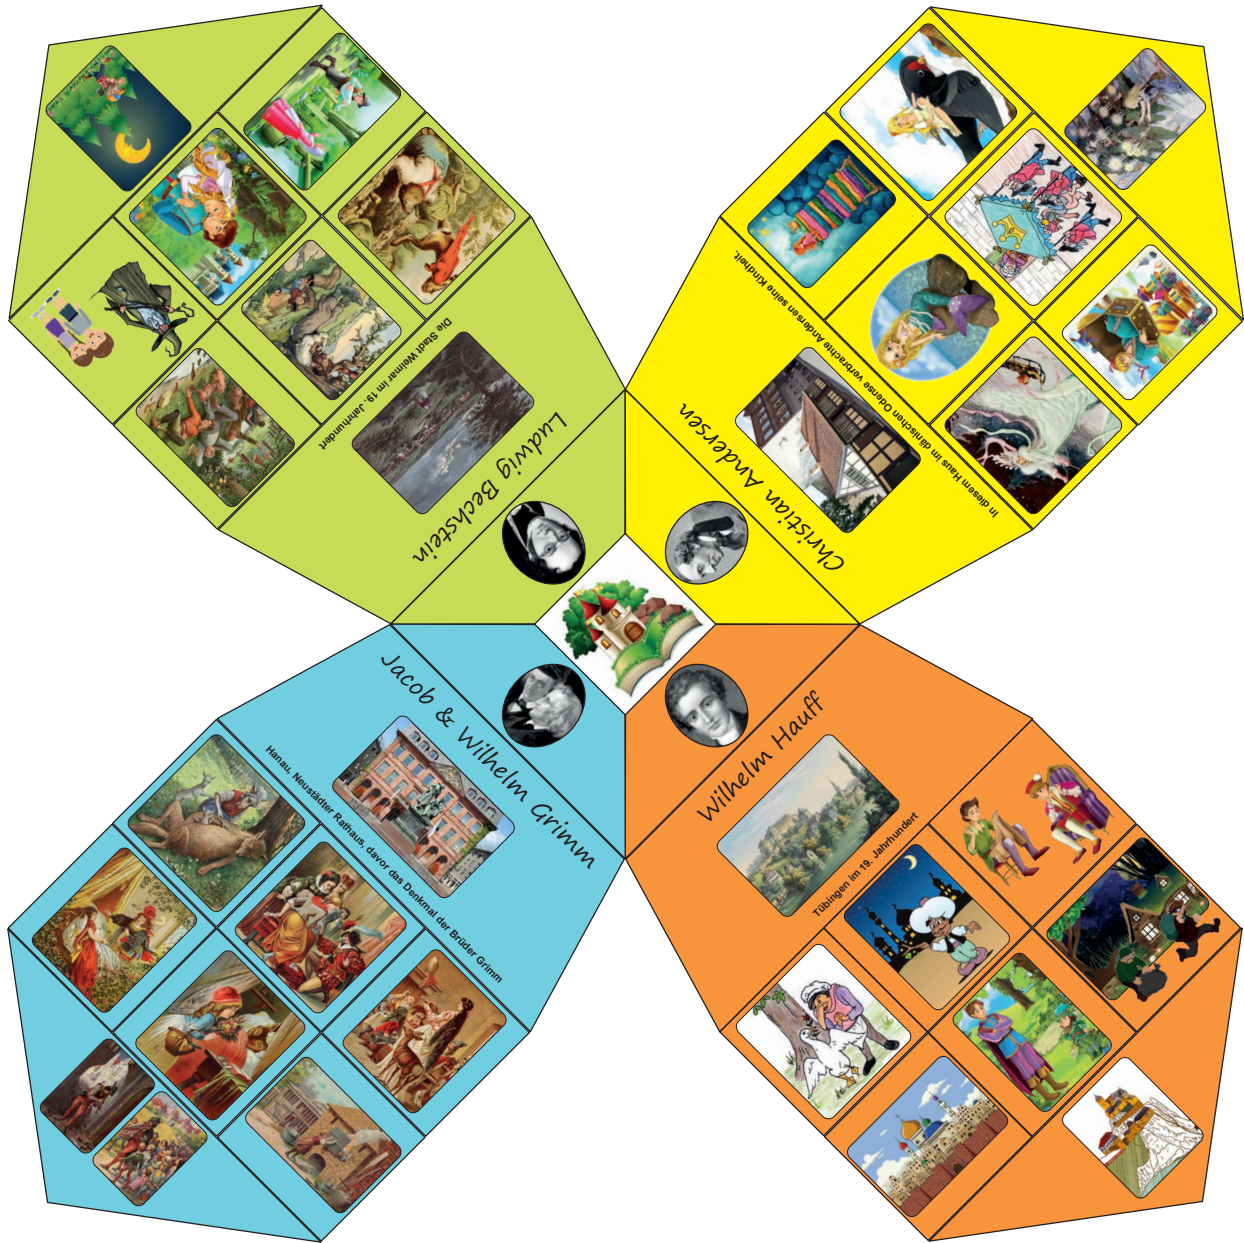 Ludwig Bechstein
Die Stadt Weimar im 19. Jahrhundert
Christian Andersen
In diesem Haus im dänischen Odense verbrachte Andersen seine Kindheit.
Jacob & Wilhelm Grimm
Hanau, Neustädter Rathaus, davor das Denkmal der Brüder Grimm
Wilhelm Hauff
Tübingen im 19. Jahrhundert